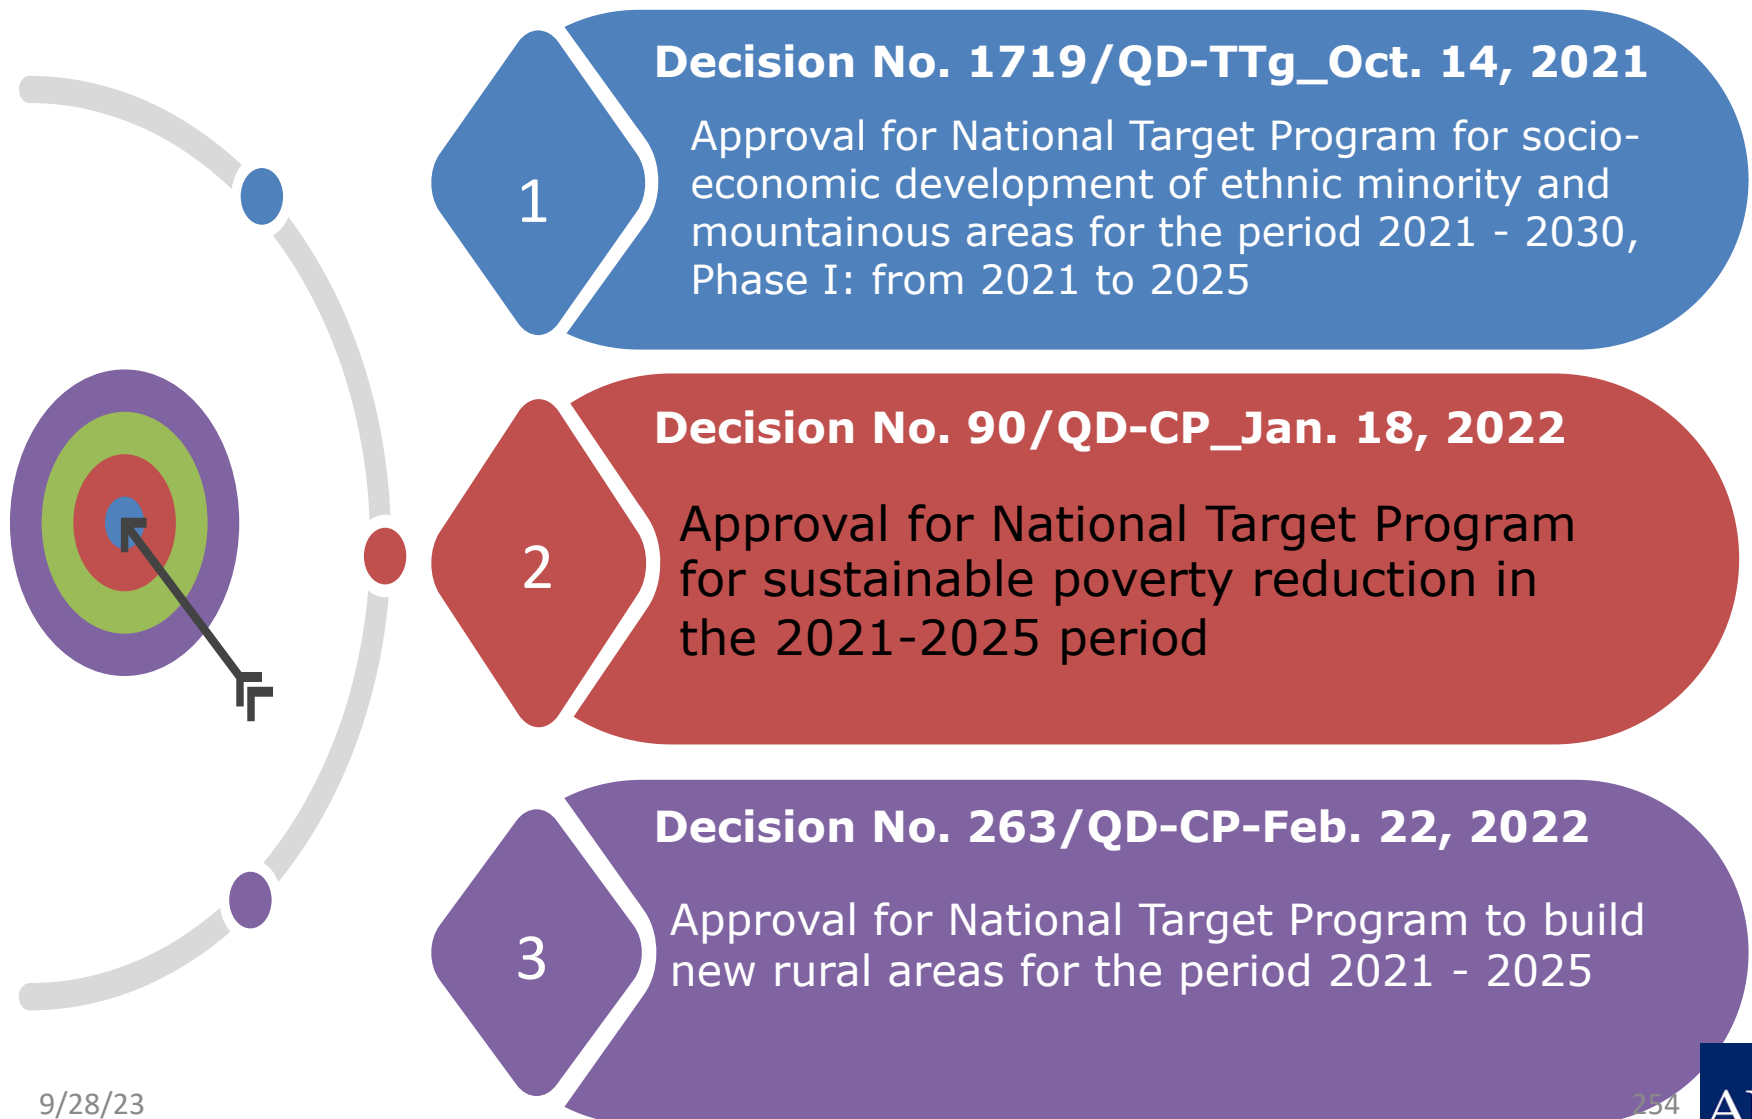 1
Decision No. 1719/QD-TTg_Oct. 14, 2021
Approval for National Target Program for socio-
economic development of ethnic minority and
mountainous areas for the period 2021 - 2030,
Phase I: from 2021 to 2025
2
Decision No. 90/QD-CP_Jan. 18, 2022
Approval for National Target Program
for sustainable poverty reduction in
the 2021-2025 period
3
Decision No. 263/QD-CP-Feb. 22, 2022
Approval for National Target Program to build
new rural areas for the period 2021 - 2025
9/28/23
254